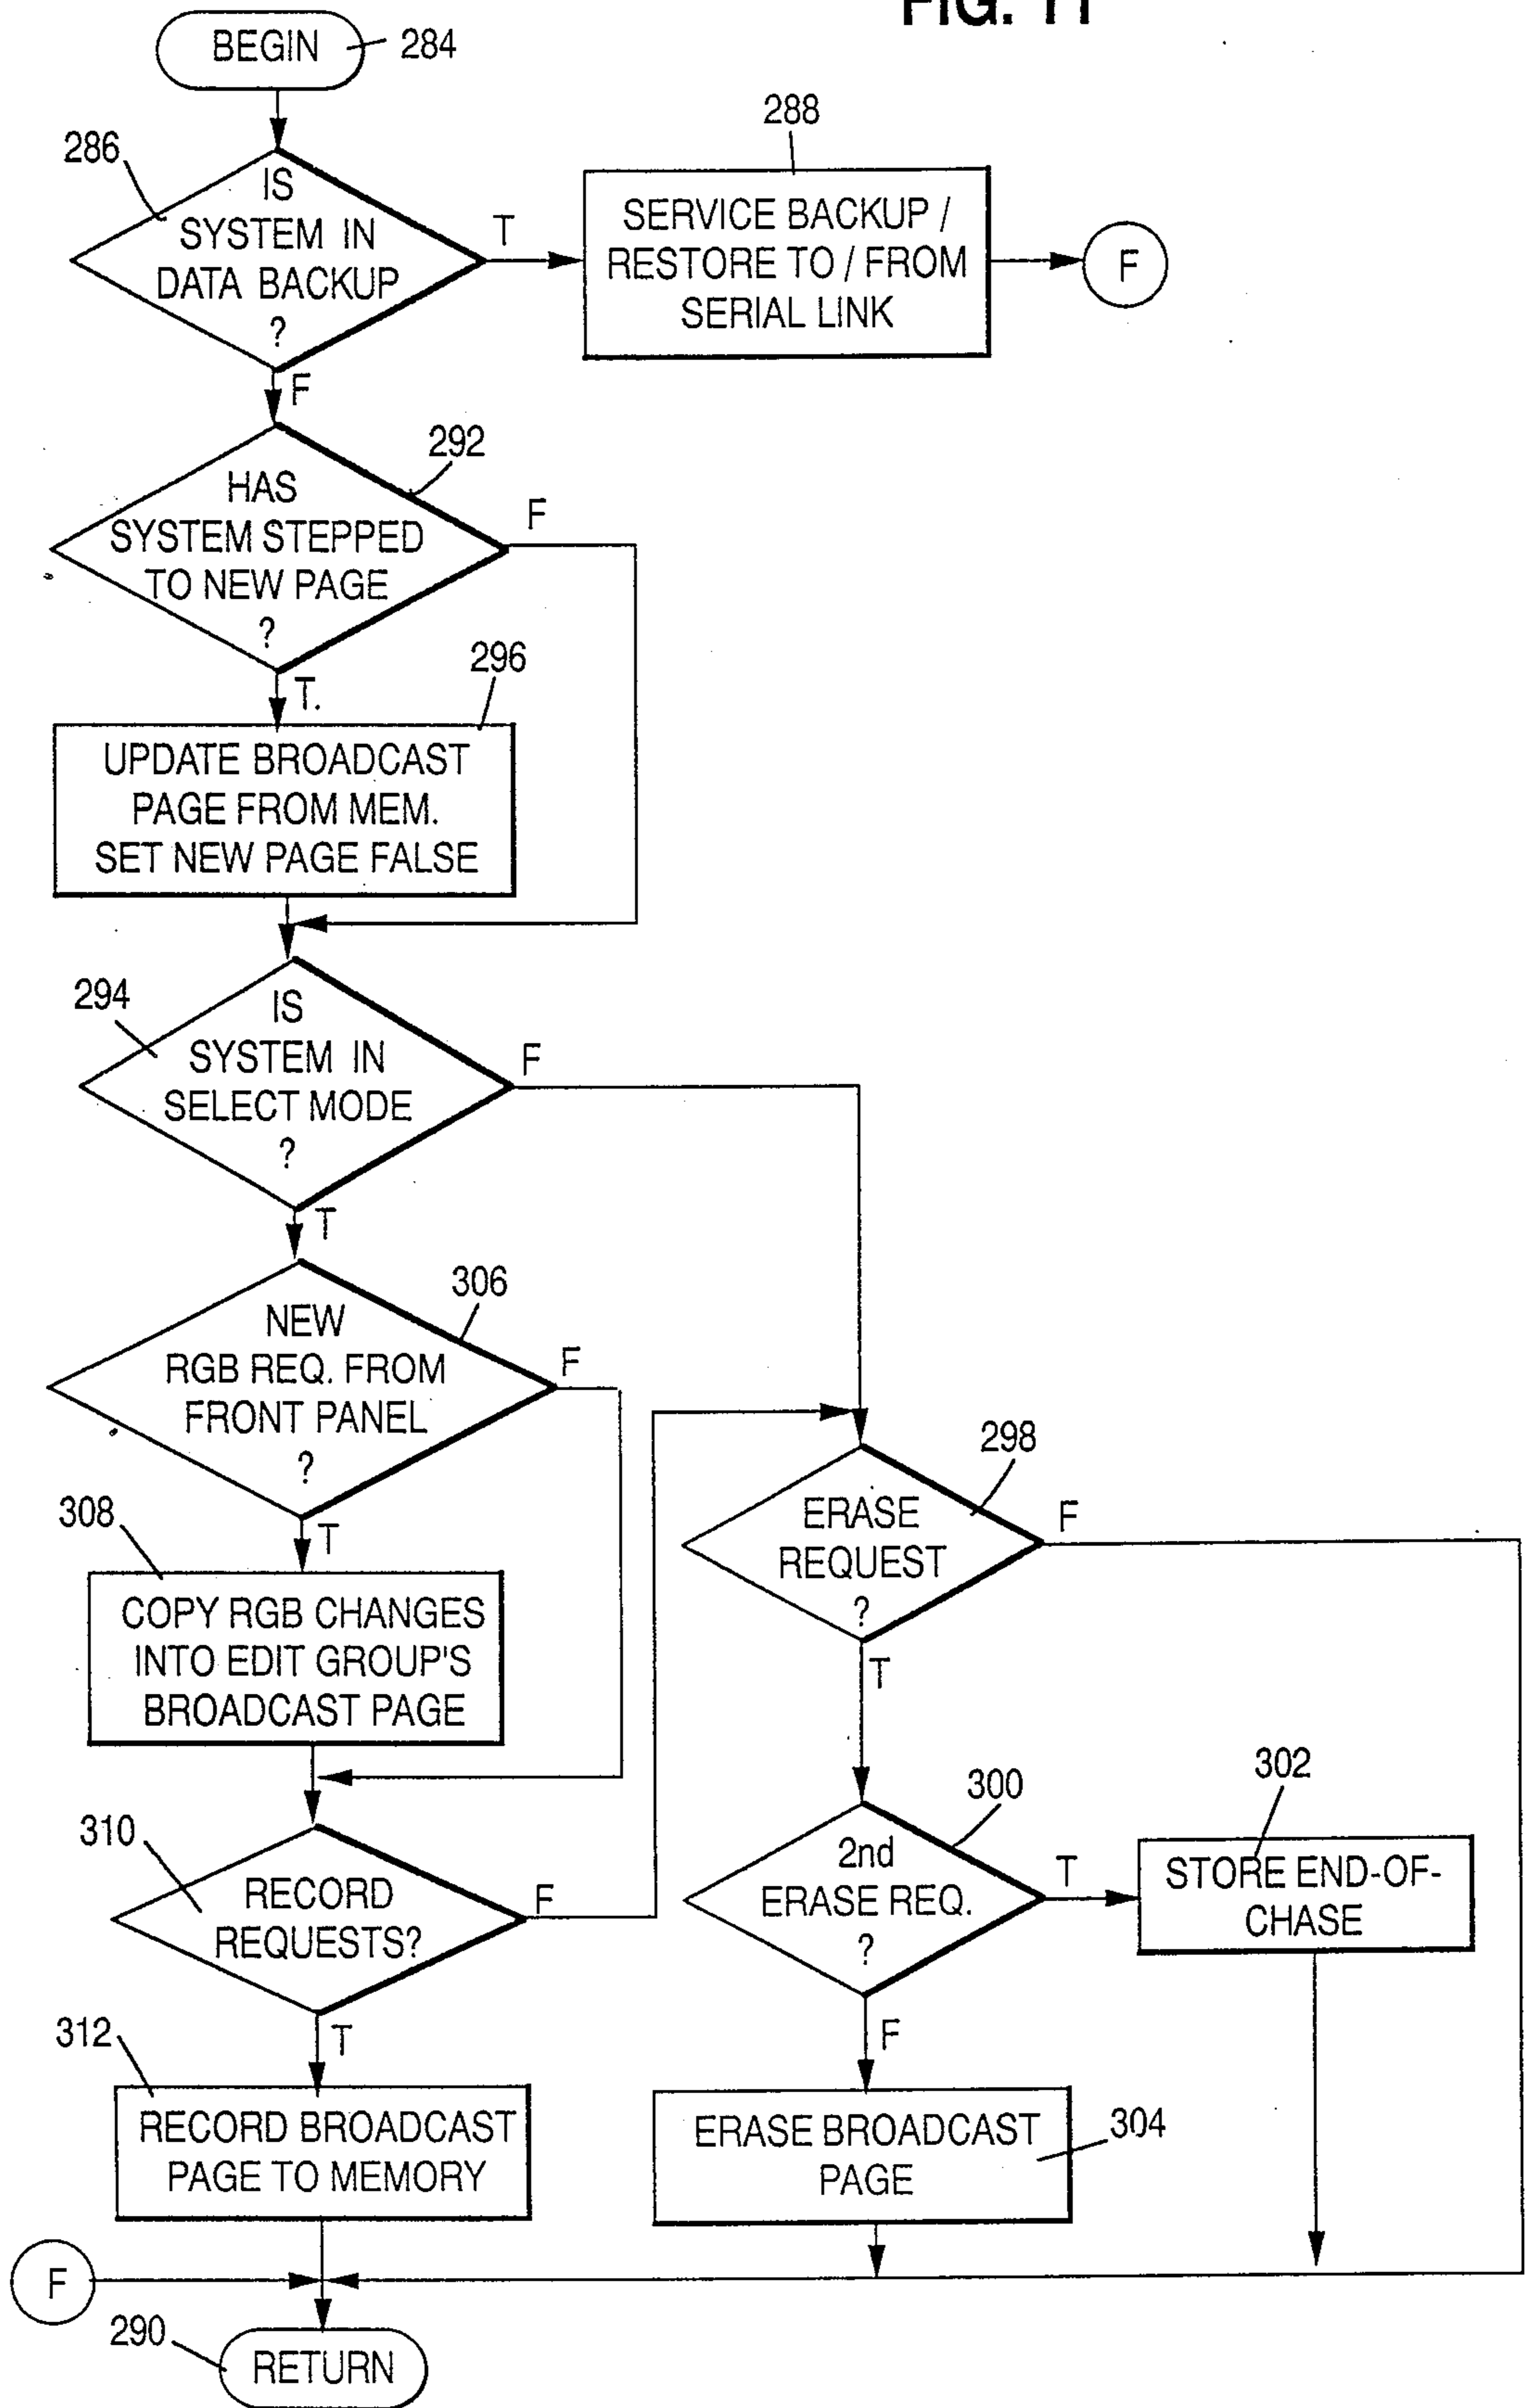 FIG. 11
BEGIN
284
286
IS
SYSTEM IN
DATA BACKUP
?
T
288
SERVICE BACKUP /
RESTORE TO / FROM
SERIAL LINK
F
F
292
HAS
SYSTEM STEPPED
TO NEW PAGE
?
F
T.
296
UPDATE BROADCAST
PAGE FROM MEM.
SET NEW PAGE FALSE
294
IS
SYSTEM IN
SELECT MODE
?
F
T
306
NEW
RGB REQ. FROM
FRONT PANEL
?
F
T
308
COPY RGB CHANGES
INTO EDIT GROUP'S
BROADCAST PAGE
310
RECORD
REQUESTS?
F
T
312
RECORD BROADCAST
PAGE TO MEMORY
298
ERASE
REQUEST
?
F
T
300
2nd
ERASE REQ.
?
T
302
STORE END-OF-
CHASE
F
ERASE BROADCAST
PAGE
304
F
290
RETURN